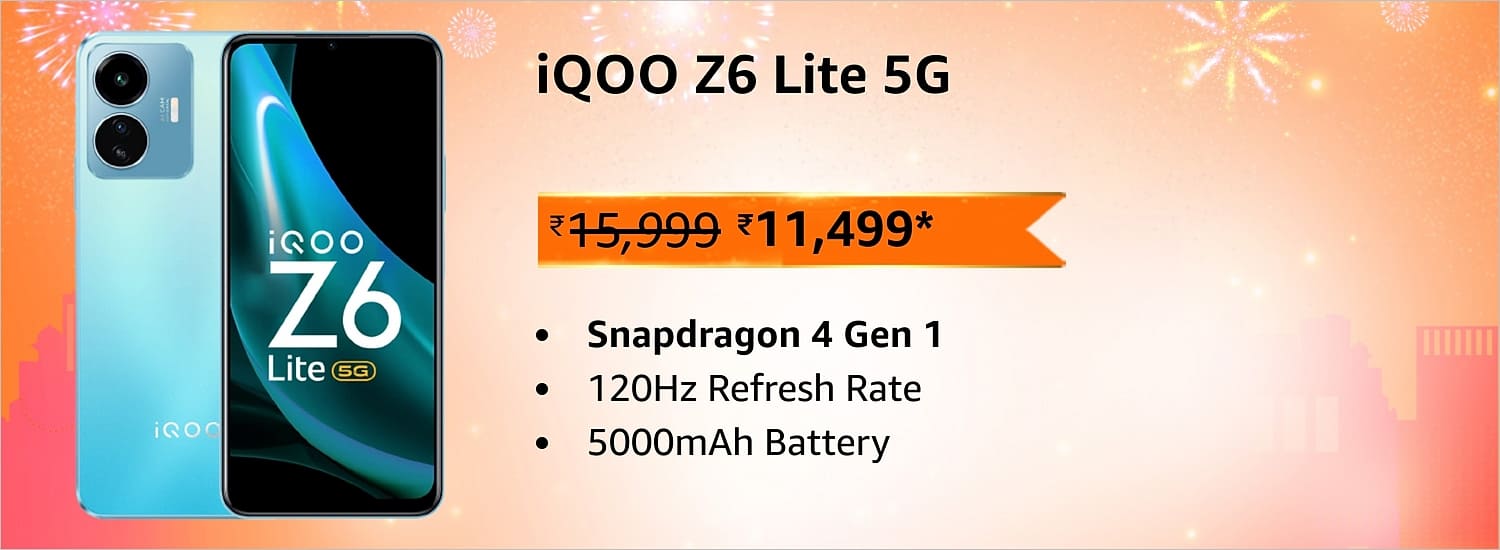 iQOO Z6 Lite 5G
₹15,999 ₹11,499*
• Snapdragon 4 Gen 1
• 120Hz Refresh Rate
• 5000mAh Battery
iQOO
Z6
Lite 5G
iQOO